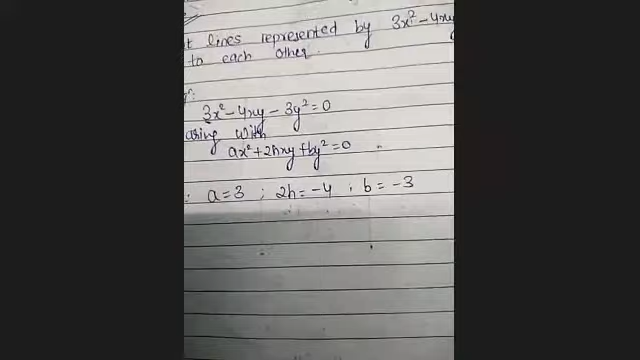 lines represented by 3x² - 4xy
to each other.
3x² - 4xy - 3y² = 0
with
ax² + 2hxy + by² = 0
a = 3 ; 2h = -4 ; b = -3